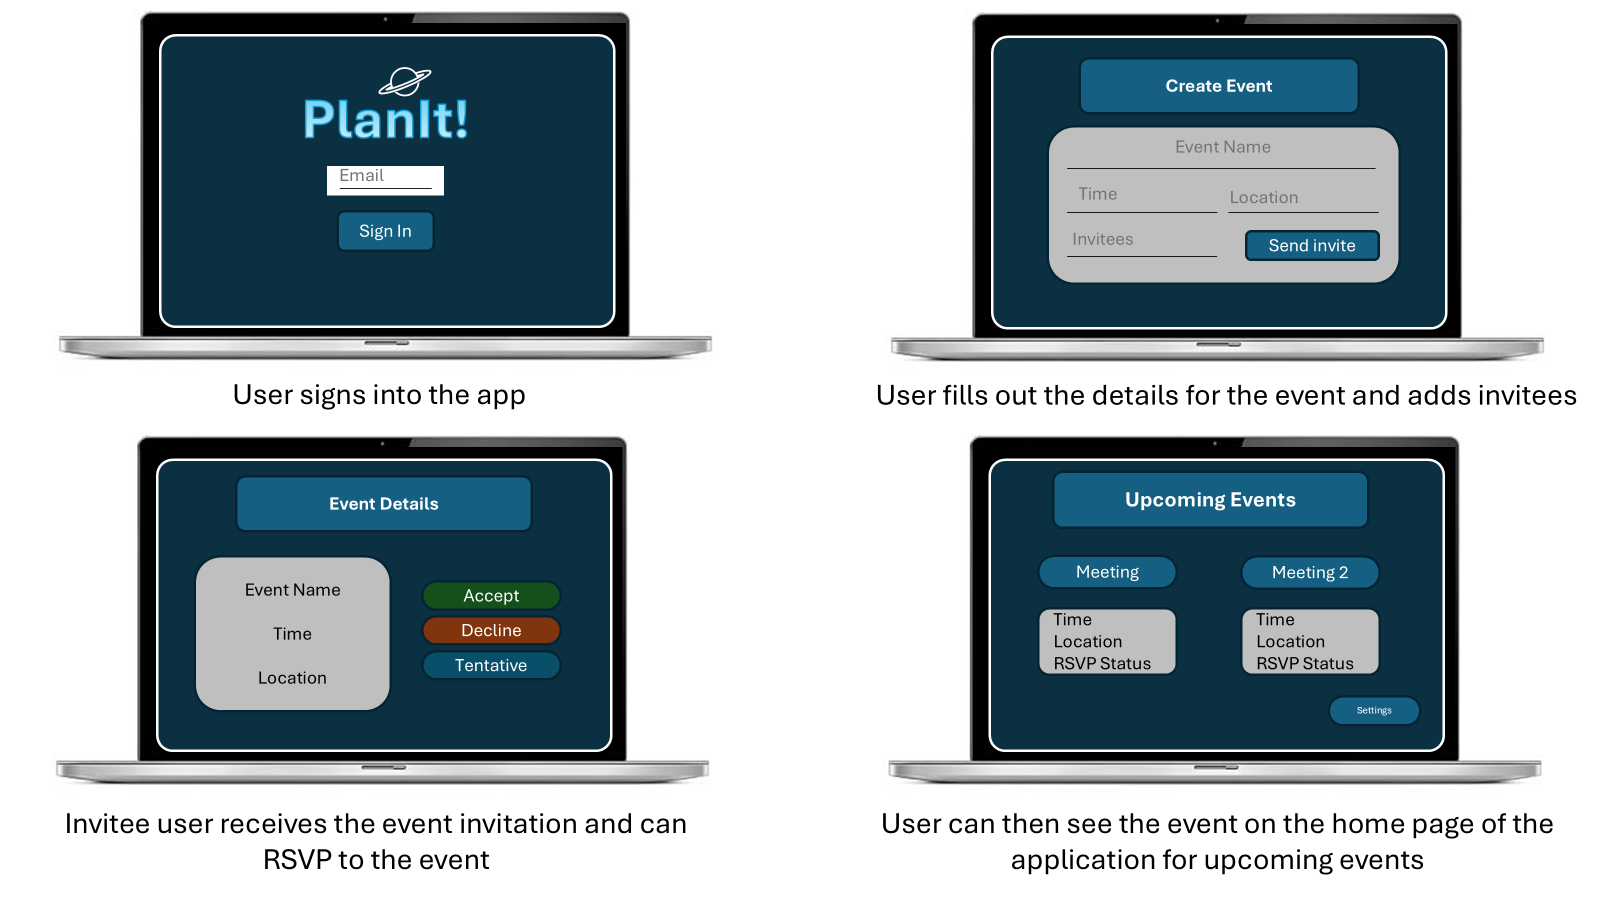 PlanIt!
Email
Sign In
User signs into the app
Create Event
Event Name
Time
Location
Invitees
Send invite
User fills out the details for the event and adds invitees
Event Details
Event Name
Time
Location
Accept
Decline
Tentative
Invitee user receives the event invitation and can
RSVP to the event
Upcoming Events
Meeting
Time
Location
RSVP Status
Meeting 2
Time
Location
RSVP Status
Settings
User can then see the event on the home page of the
application for upcoming events